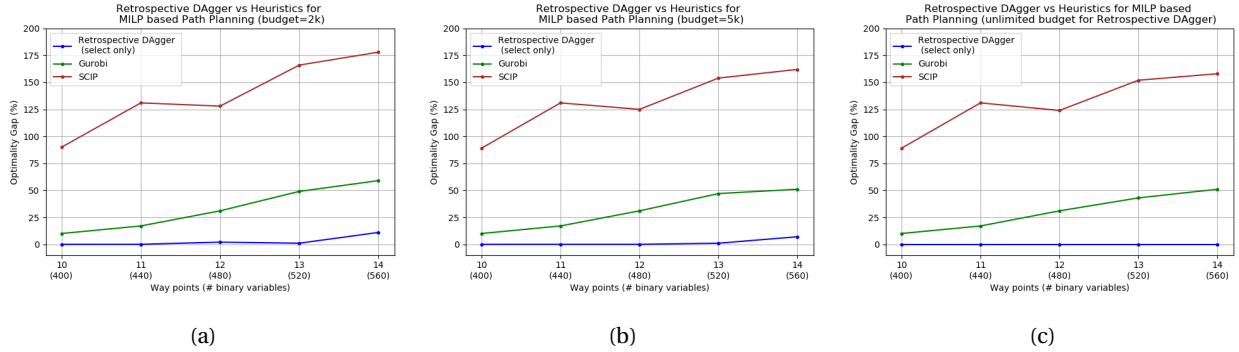 Retrospective DAgger vs Heuristics for
MILP based Path Planning (budget=2k)
200
175
150
125
100
75
50
25
0
Optimality Gap (%)
Retrospective DAgger
(select only)
Gurobi
SCIP
10 11 12 13 14
(400) (440) (480) (520) (560)
Way points (# binary variables)
(a)
Retrospective DAgger vs Heuristics for
MILP based Path Planning (budget=5k)
200
175
150
125
100
75
50
25
0
Optimality Gap (%)
Retrospective DAgger
(select only)
Gurobi
SCIP
10 11 12 13 14
(400) (440) (480) (520) (560)
Way points (# binary variables)
(b)
Retrospective DAgger vs Heuristics for MILP based
Path Planning (unlimited budget for Retrospective DAgger)
200
175
150
125
100
75
50
25
0
Optimality Gap (%)
Retrospective DAgger
(select only)
Gurobi
SCIP
10 11 12 13 14
(400) (440) (480) (520) (560)
Way points (# binary variables)
(c)